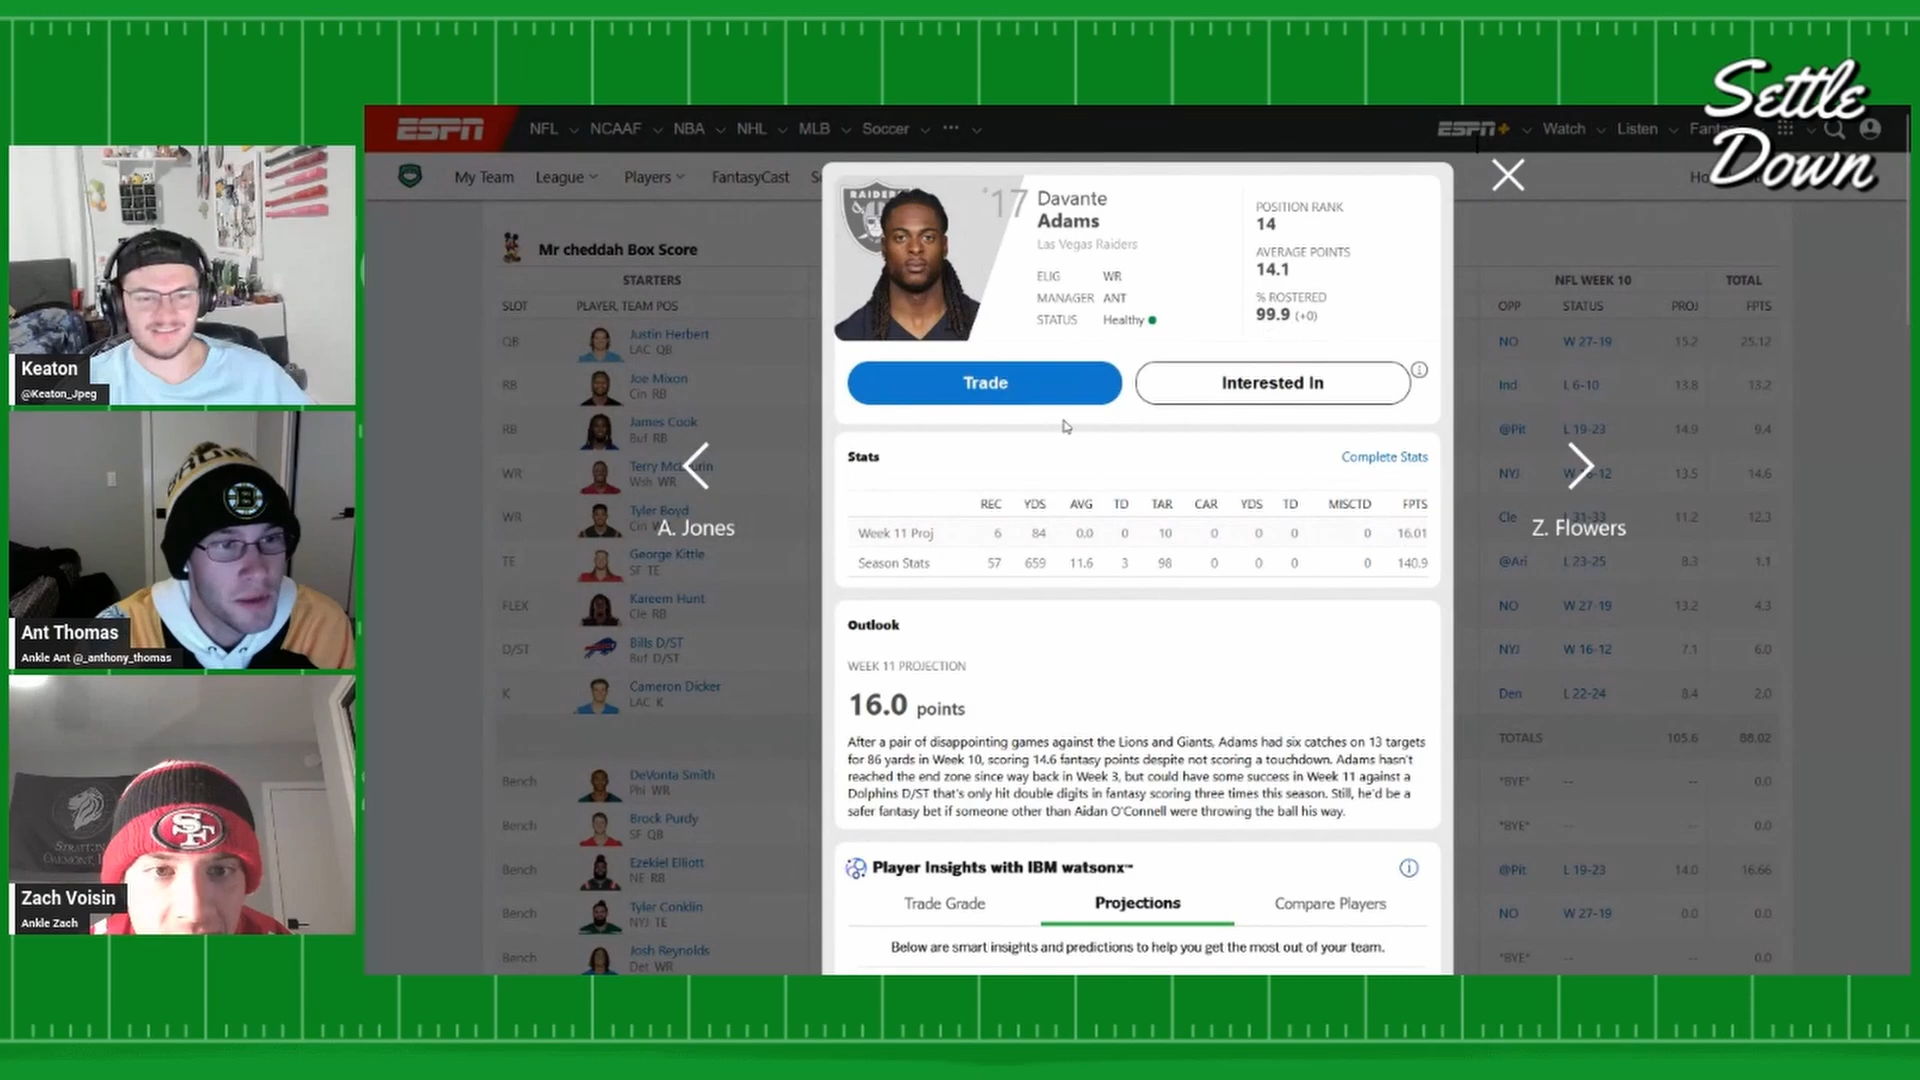 Settle
Down
ESPN
NFL
NCAAF
NBA
NHL
MLB
Soccer
•••
ESPN+
Watch
Listen
My Team
League
Players
FantasyCast
Keaton
@Keaton_Jpeg
Ant Thomas
Ankle Ant @_anthony_thomas
Zach Voisin
Ankle Zach
Mr cheddah Box Score
STARTERS
SLOT PLAYER, TEAM POS
QB Justin Herbert
LAC QB
RB Joe Mixon
Cin RB
RB James Cook
Buf RB
WR Terry
Wsh WR
WR Tyler Boyd
Cin
TE George Kittle
SF TE
FLEX Kareem Hunt
Cle RB
D/ST Bills D/ST
Buf D/ST
K Cameron Dicker
LAC K
Bench DeVonta Smith
Phi WR
Bench Brock Purdy
SF QB
Bench Ezekiel Elliott
NE RB
Bench Tyler Conklin
NYJ TE
Bench Josh Reynolds
Det WR
A. Jones
RAIDERS
17
Davante
Adams
Las Vegas Raiders
ELIG WR
MANAGER ANT
STATUS Healthy
POSITION RANK
14
AVERAGE POINTS
14.1
% ROSTERED
99.9 (+0)
Trade
Interested In
Stats
Complete Stats
REC YDS AVG TD TAR CAR YDS TD MISCTD FPTS
Week 11 Proj 6 84 0.0 0 10 0 0 0 0 16.01
Season Stats 57 659 11.6 3 98 0 0 0 0 140.9
Outlook
WEEK 11 PROJECTION
16.0 points
After a pair of disappointing games against the Lions and Giants, Adams had six catches on 13 targets
for 86 yards in Week 10, scoring 14.6 fantasy points despite not scoring a touchdown. Adams hasn't
reached the end zone since way back in Week 3, but could have some success in Week 11 against a
Dolphins D/ST that's only hit double digits in fantasy scoring three times this season. Still, he'd be a
safer fantasy bet if someone other than Aidan O'Connell were throwing the ball his way.
Player Insights with IBM watsonx™
Trade Grade
Projections
Compare Players
Below are smart insights and predictions to help you get the most out of your team.
Z. Flowers
NFL WEEK 10 TOTAL
OPP STATUS PROJ FPTS
NO W 27-19 15.2 25.12
Ind L 6-10 13.8 13.2
@Pit L 19-23 14.9 9.4
NYJ 13.5 14.6
Cle L 31-33 11.2 12.3
@Ari L 23-25 8.3 1.1
NO W 27-19 13.2 4.3
NYJ W 16-12 7.1 6.0
Den L 22-24 8.4 2.0
TOTALS 105.6 88.02
*BYE* -- -- 0.0
*BYE* -- -- 0.0
@Pit L 19-23 14.0 16.66
NO W 27-19 0.0 0.0
*BYE* -- -- 0.0